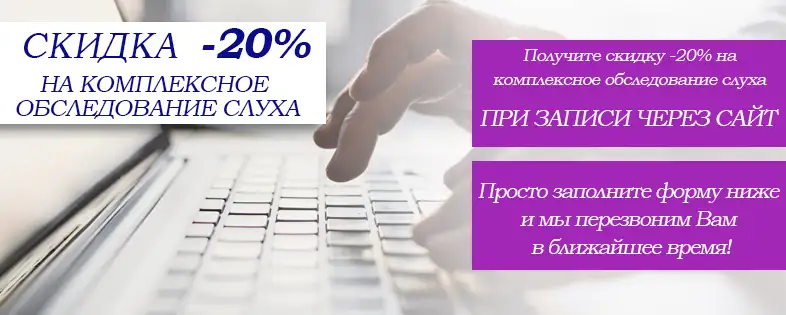 СКИДКА -20%
НА КОМПЛЕКСНОЕ
ОБСЛЕДОВАНИЕ СЛУХА
Получите скидку -20% на
комплексное обследование слуха
ПРИ ЗАПИСИ ЧЕРЕЗ САЙТ
Просто заполните форму ниже
и мы перезвоним Вам
в ближайшее время!